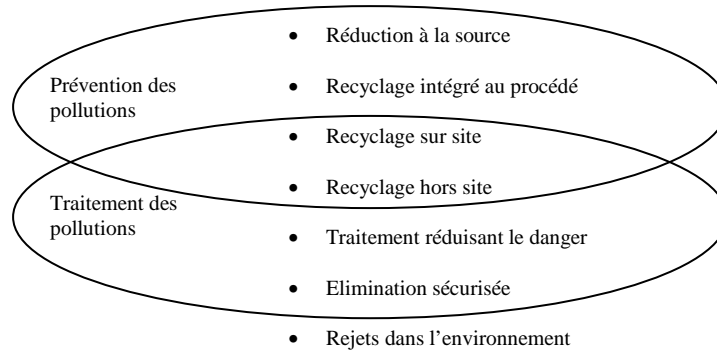 • Réduction à la source
Prévention des
pollutions
• Recyclage intégré au procédé
• Recyclage sur site
• Recyclage hors site
Traitement des
pollutions
• Traitement réduisant le danger
• Elimination sécurisée
• Rejets dans l’environnement